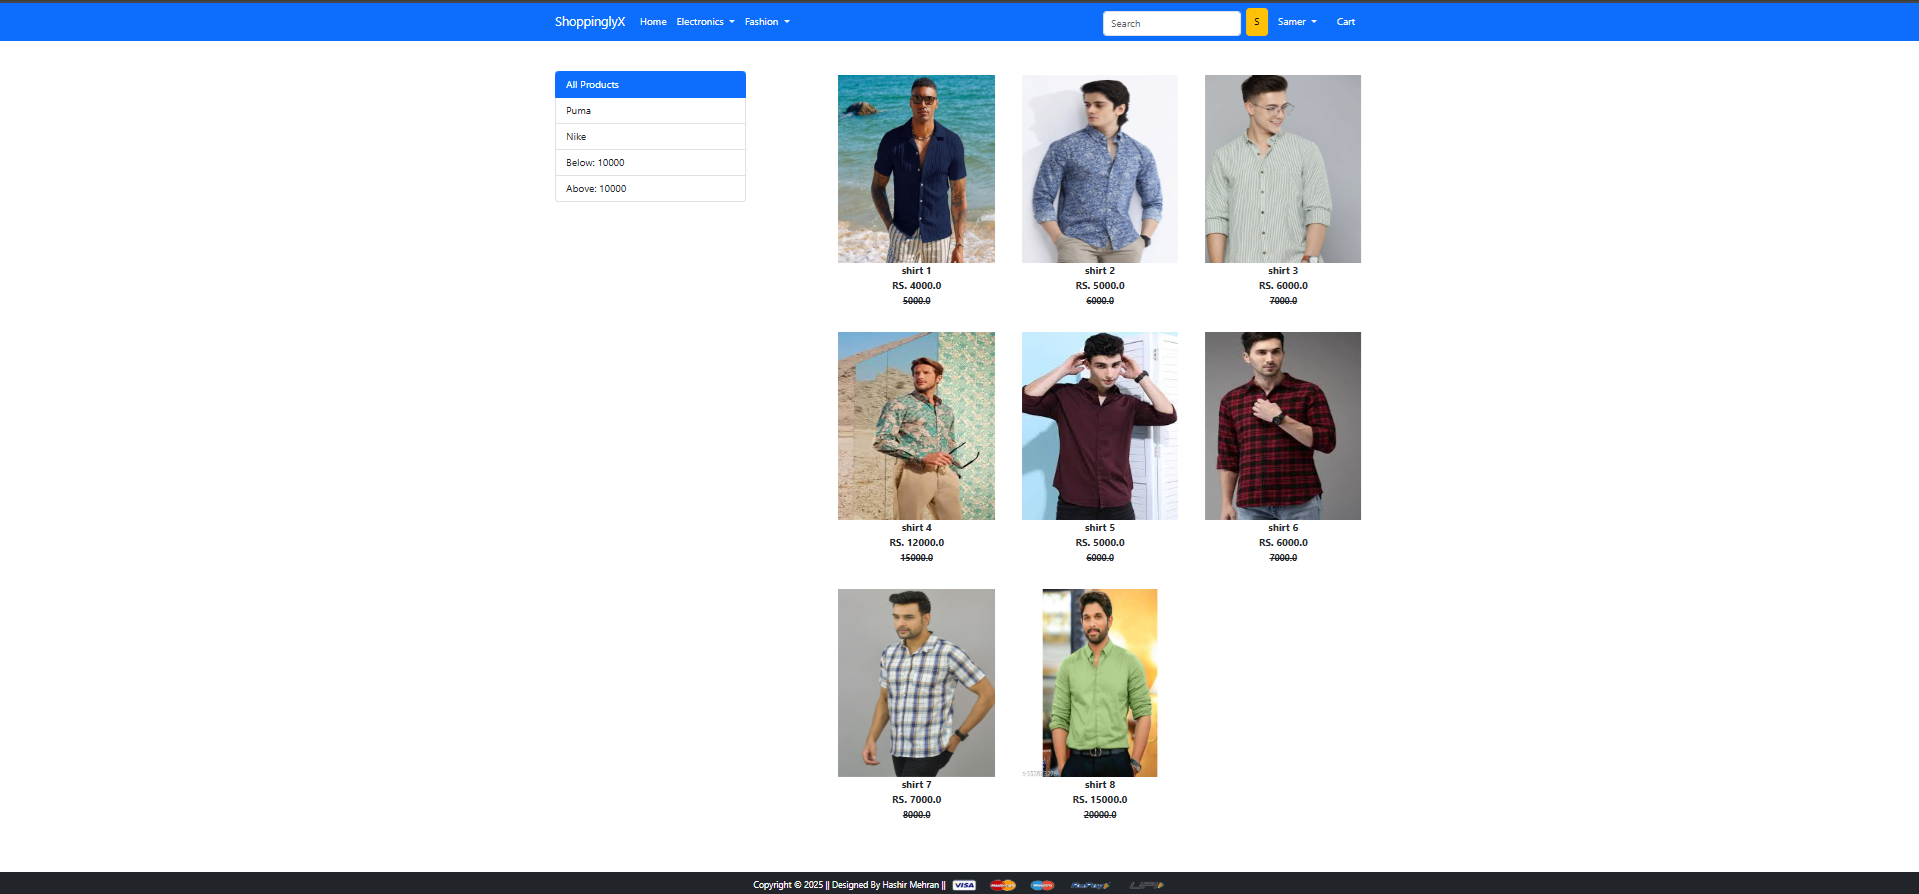 ShoppinglyX Home Electronics Fashion Search S Samer Cart
All Products
Puma
Nike
Below: 10000
Above: 10000
shirt 1
RS. 4000.0
5000.0
shirt 2
RS. 5000.0
6000.0
shirt 3
RS. 6000.0
7000.0
shirt 4
RS. 12000.0
15000.0
shirt 5
RS. 5000.0
6000.0
shirt 6
RS. 6000.0
7000.0
shirt 7
RS. 7000.0
8000.0
shirt 8
RS. 15000.0
20000.0
Copyright © 2025 || Designed By Hashir Mehran || VISA